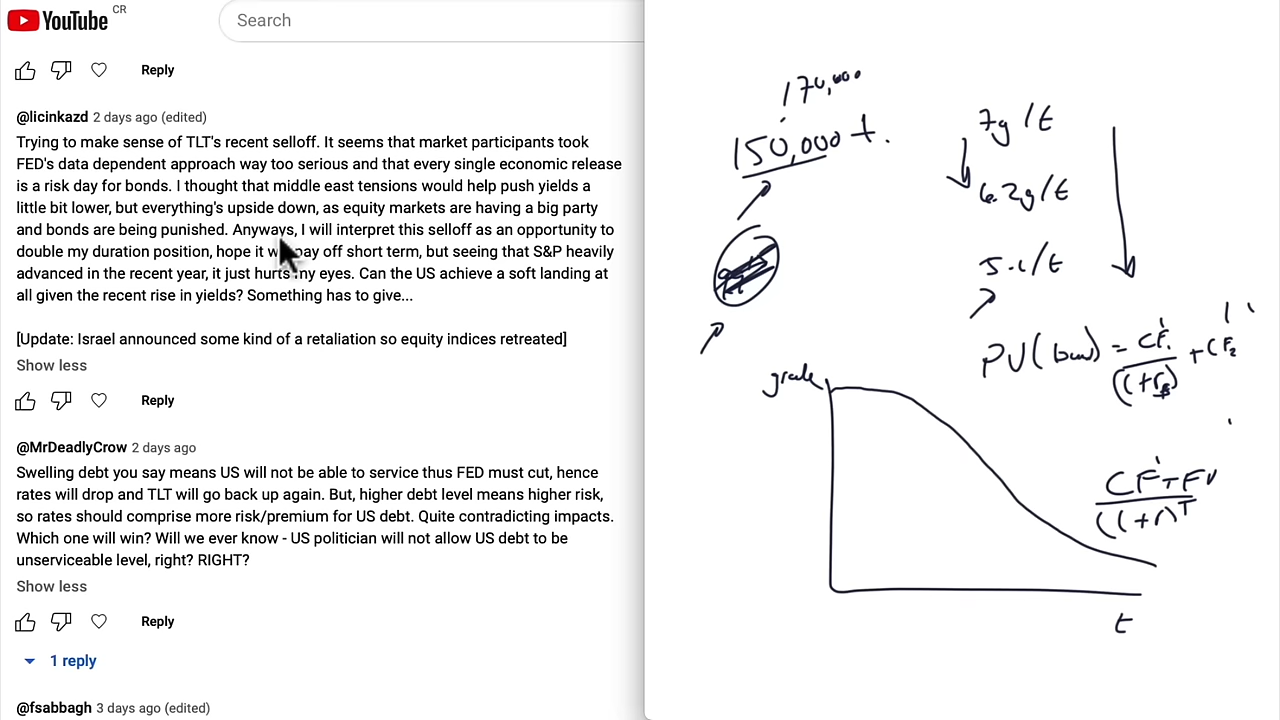 YouTube CR
Search
Reply
@licinkazd 2 days ago (edited)
Trying to make sense of TLT's recent selloff. It seems that market participants took
FED's data dependent approach way too serious and that every single economic release
is a risk day for bonds. I thought that middle east tensions would help push yields a
little bit lower, but everything's upside down, as equity markets are having a big party
and bonds are being punished. Anyways, I will interpret this selloff as an opportunity to
double my duration position, hope it pay off short term, but seeing that S&P heavily
advanced in the recent year, it just hurts my eyes. Can the US achieve a soft landing at
all given the recent rise in yields? Something has to give...
[Update: Israel announced some kind of a retaliation so equity indices retreated]
Show less
Reply
@MrDeadlyCrow 2 days ago
Swelling debt you say means US will not be able to service thus FED must cut, hence
rates will drop and TLT will go back up again. But, higher debt level means higher risk,
so rates should comprise more risk/premium for US debt. Quite contradicting impacts.
Which one will win? Will we ever know - US politician will not allow US debt to be
unserviceable level, right? RIGHT?
Show less
Reply
1 reply
@fsabbagh 3 days ago (edited)
170,000
150,000 t.
7g/t
6.2g/t
/t
PV( ) = CF1 + CF2
(1+r)
grade
CFT FV
(1+r)T
t